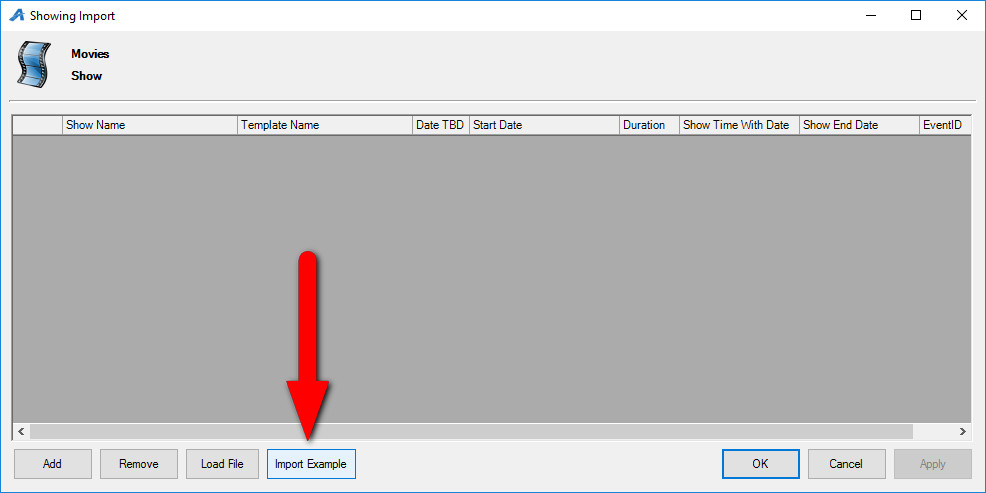 Showing Import
Movies
Show
Show Name Template Name Date TBD Start Date Duration Show Time With Date Show End Date EventID
Add Remove Load File Import Example OK Cancel Apply